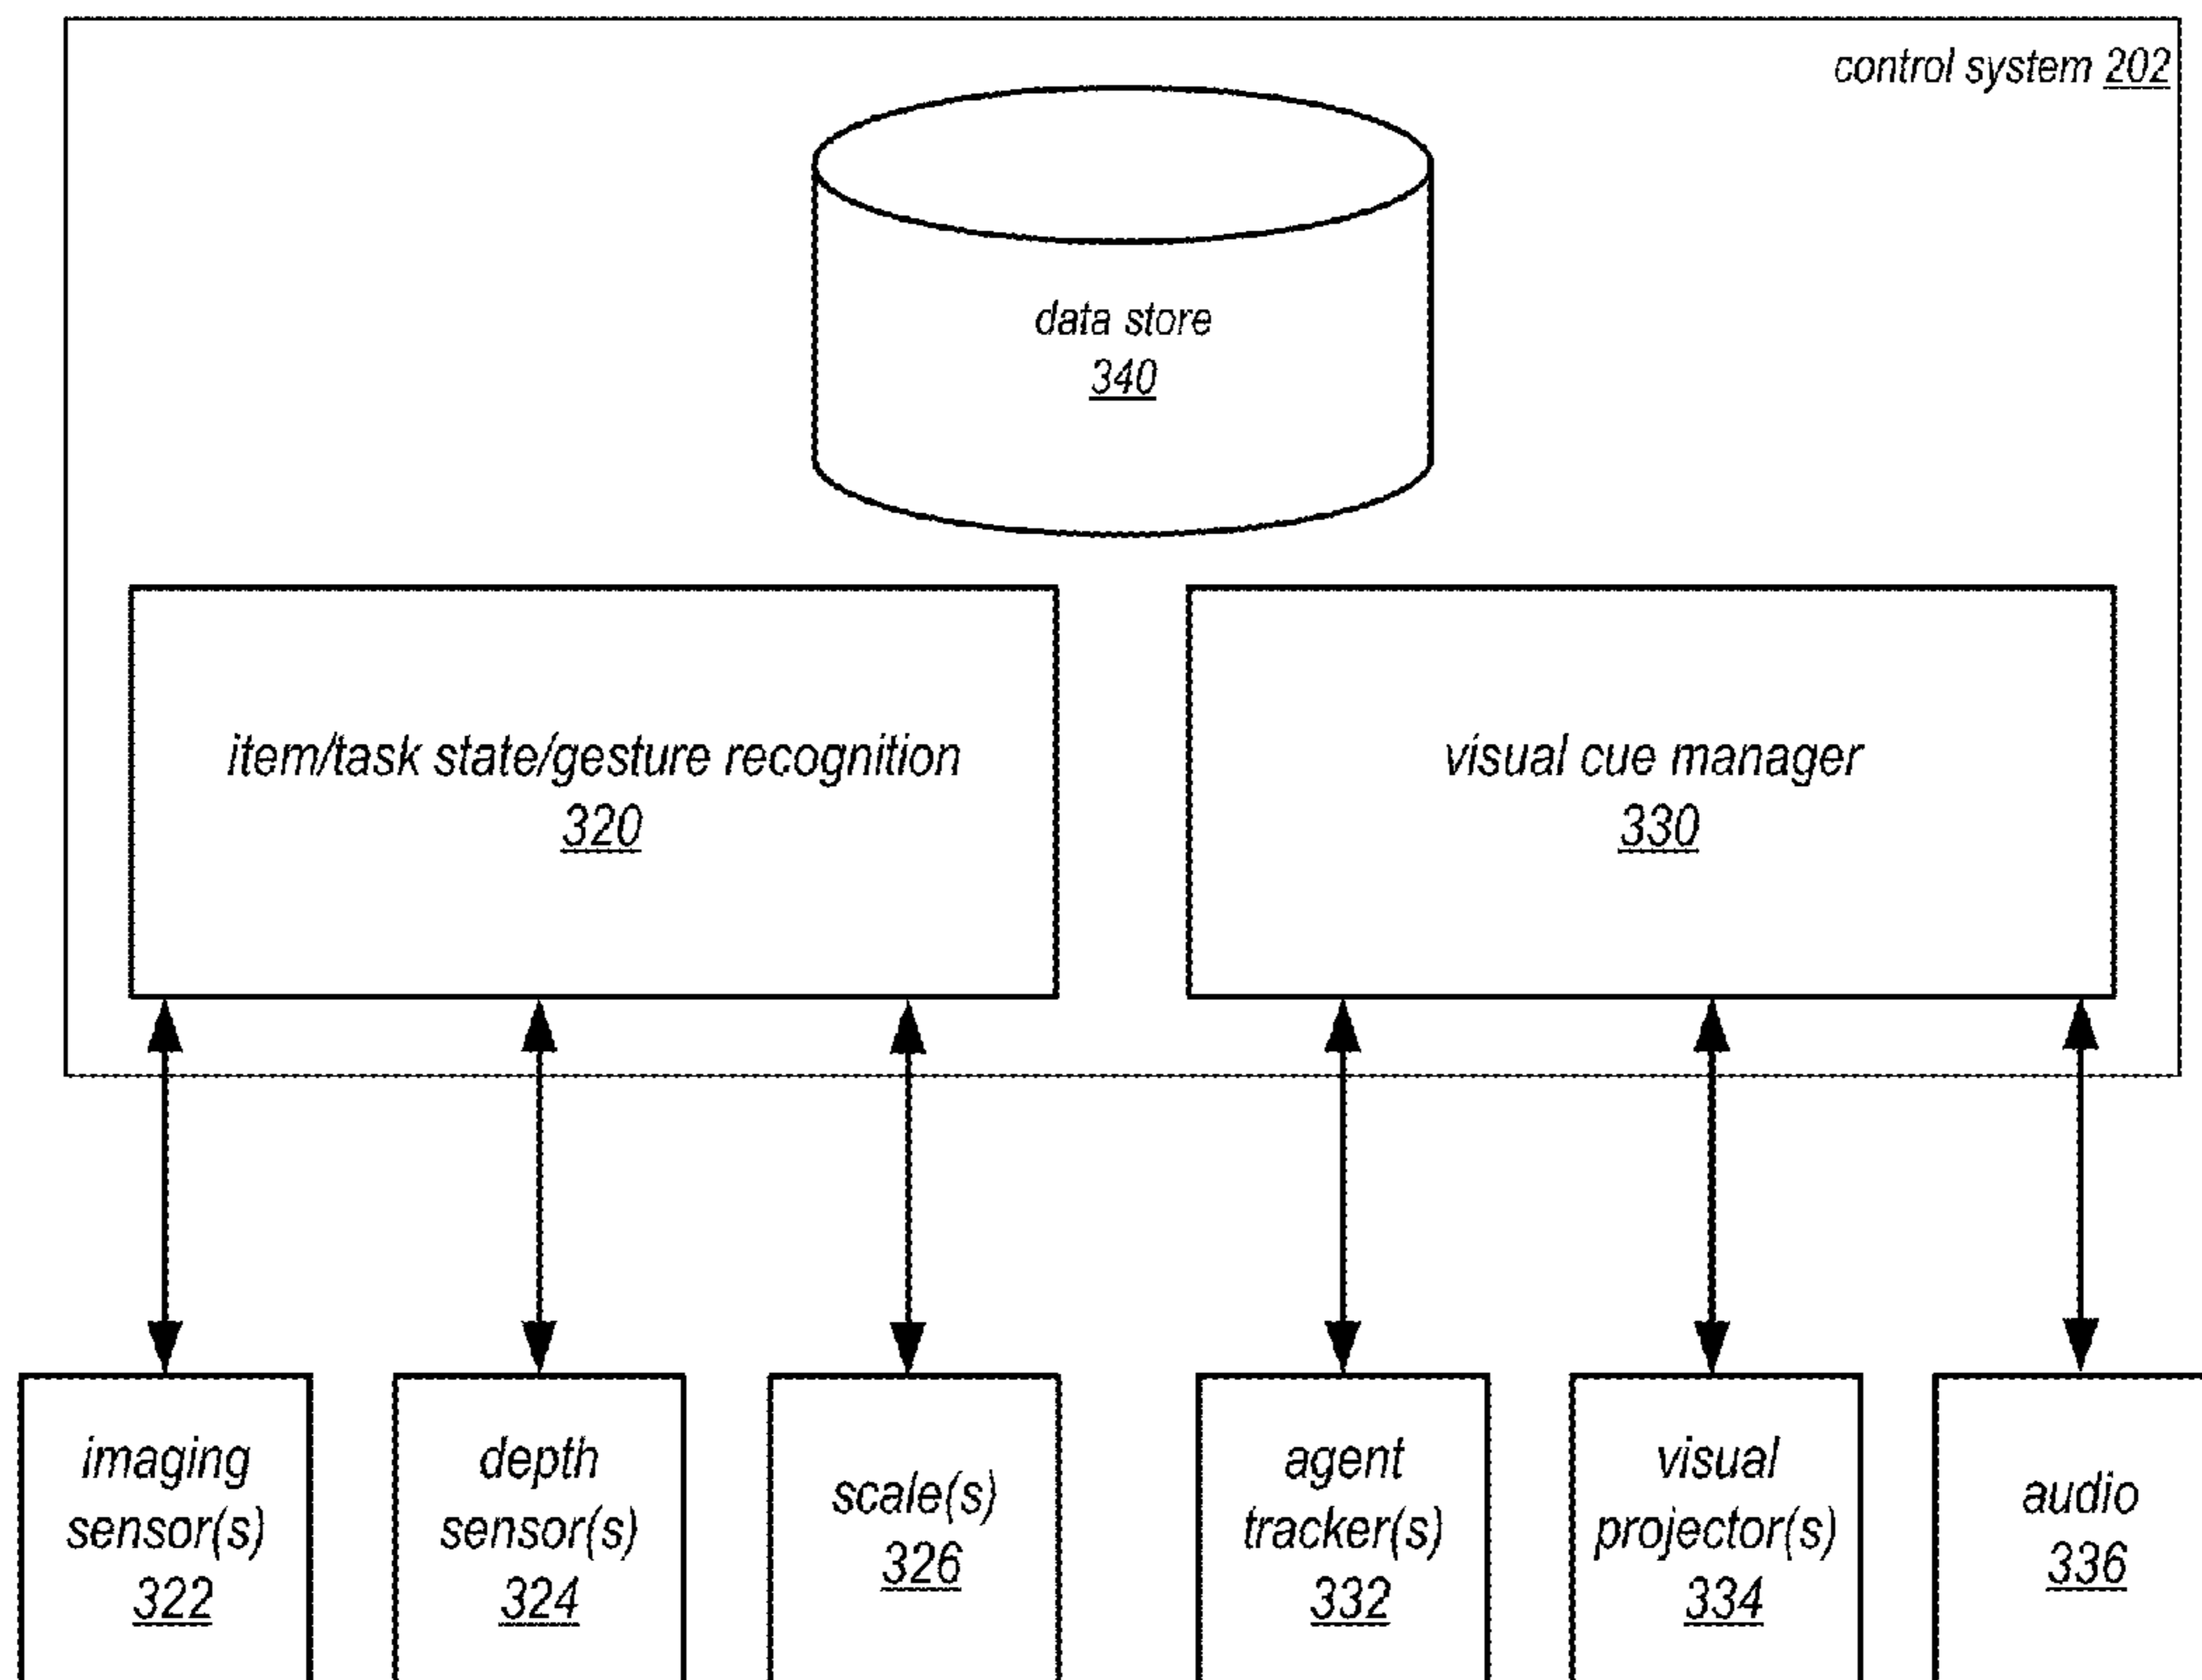 control system 202
data store
340
item/task state/gesture recognition
320
visual cue manager
330
imaging
sensor(s)
322
depth
sensor(s)
324
scale(s)
326
agent
tracker(s)
332
visual
projector(s)
334
audio
336